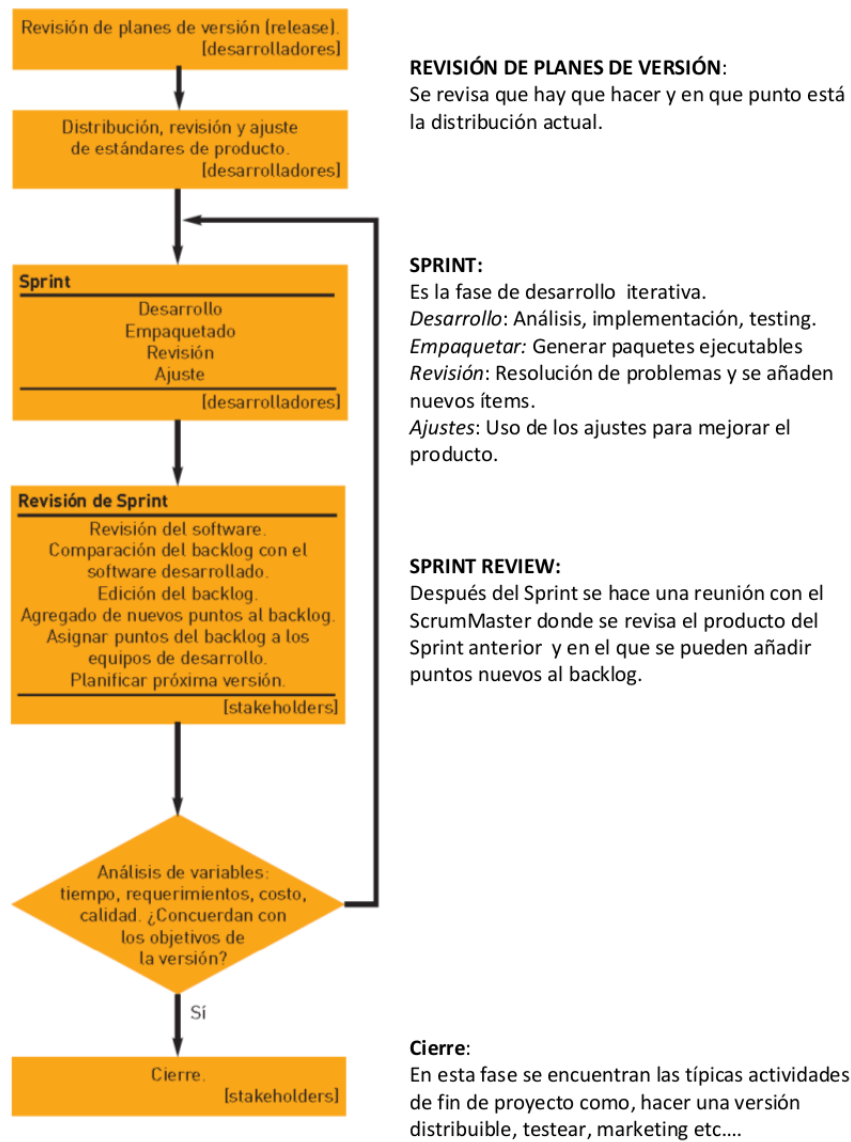 Revisión de planes de versión (release).
[desarrolladores]
REVISIÓN DE PLANES DE VERSIÓN:
Se revisa que hay que hacer y en que punto está
la distribución actual.
Distribución, revisión y ajuste
de estándares de producto.
[desarrolladores]
Sprint
Desarrollo
Empaquetado
Revisión
Ajuste
[desarrolladores]
SPRINT:
Es la fase de desarrollo iterativa.
Desarrollo: Análisis, implementación, testing.
Empaquetar: Generar paquetes ejecutables
Revisión: Resolución de problemas y se añaden
nuevos ítems.
Ajustes: Uso de los ajustes para mejorar el
producto.
Revisión de Sprint
Revisión del software.
Comparación del backlog con el
software desarrollado.
Edición del backlog.
Agregado de nuevos puntos al backlog.
Asignar puntos del backlog a los
equipos de desarrollo.
Planificar próxima versión.
[stakeholders]
SPRINT REVIEW:
Después del Sprint se hace una reunión con el
ScrumMaster donde se revisa el producto del
Sprint anterior y en el que se pueden añadir
puntos nuevos al backlog.
Análisis de variables:
tiempo, requerimientos, costo,
calidad. ¿Concuerdan con
los objetivos de
la versión?
Sí
Cierre.
[stakeholders]
Cierre:
En esta fase se encuentran las típicas actividades
de fin de proyecto como, hacer una versión
distribuible, testear, marketing etc....